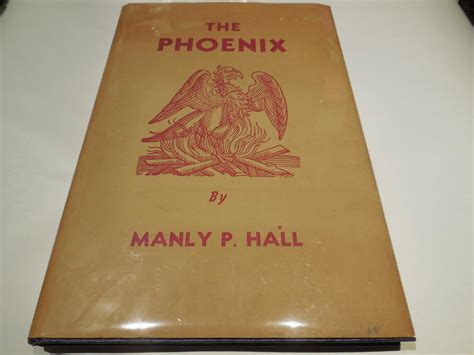 THE
PHOENIX
By
MANLY P. HALL